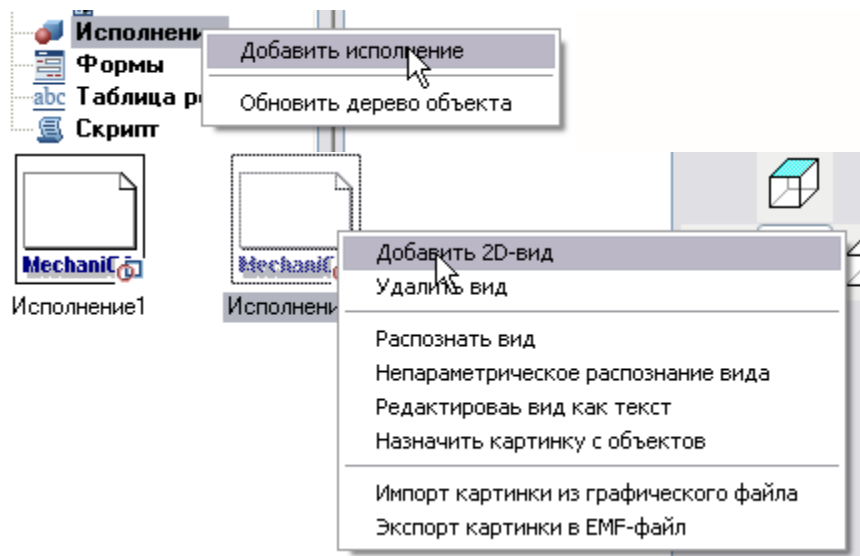 Исполнени
Добавить исполнение
Формы
abc Таблица р
Обновить дерево объекта
Скрипт
MechaniC
MechaniC
Исполнение1
Исполнени
Добавить 2D-вид
Удалить вид
Распознать вид
Непараметрическое распознание вида
Редактироваь вид как текст
Назначить картинку с объектов
Импорт картинки из графического файла
Экспорт картинки в EMF-файл